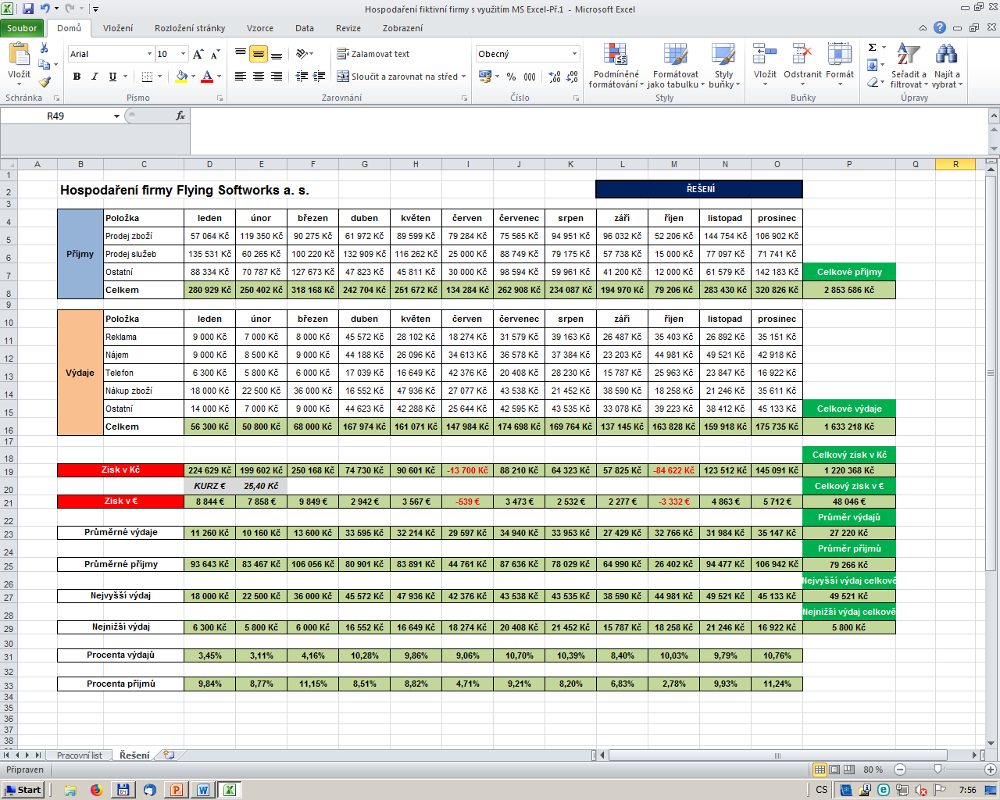 Hospodaření fiktivní firmy s využitím MS Excel-Př.1 - Microsoft Excel
Soubor Domů Vložení Rozložení stránky Vzorce Data Revize Zobrazení
Arial 10 Zalamovat text Obecný
Vložit B I U Sloučit a zarovnat na střed % 000 Podmíněné formátování Formátovat jako tabulku Styly buňky Vložit Odstranit Formát Σ Seřadit a filtrovat Najít a vybrat
Schránka Písmo Zarovnání Číslo Styly Buňky Úpravy
R49 fx
A B C D E F G H I J K L M N O P Q R
1
2 Hospodaření firmy Flying Softworks a. s. ŘEŠENÍ
3
4 Položka leden únor březen duben květen červen červenec srpen září říjen listopad prosinec
5 Prodej zboží 57 064 Kč 119 350 Kč 90 275 Kč 61 972 Kč 89 599 Kč 79 284 Kč 75 565 Kč 94 951 Kč 96 032 Kč 52 206 Kč 144 754 Kč 106 902 Kč
6 Příjmy Prodej služeb 135 531 Kč 60 265 Kč 100 220 Kč 132 909 Kč 116 262 Kč 25 000 Kč 88 749 Kč 79 175 Kč 57 738 Kč 15 000 Kč 77 097 Kč 71 741 Kč
7 Ostatní 88 334 Kč 70 787 Kč 127 673 Kč 47 823 Kč 45 811 Kč 30 000 Kč 98 594 Kč 59 961 Kč 41 200 Kč 12 000 Kč 61 579 Kč 142 183 Kč Celkové příjmy
8 Celkem 280 929 Kč 250 402 Kč 318 168 Kč 242 704 Kč 251 672 Kč 134 284 Kč 262 908 Kč 234 087 Kč 194 970 Kč 79 206 Kč 283 430 Kč 320 826 Kč 2 853 586 Kč
9
10 Položka leden únor březen duben květen červen červenec srpen září říjen listopad prosinec
11 Reklama 9 000 Kč 7 000 Kč 8 000 Kč 45 572 Kč 28 102 Kč 18 274 Kč 31 579 Kč 39 163 Kč 26 487 Kč 35 403 Kč 26 892 Kč 35 151 Kč
12 Nájem 9 000 Kč 8 500 Kč 9 000 Kč 44 188 Kč 26 096 Kč 34 613 Kč 36 578 Kč 37 384 Kč 23 203 Kč 44 981 Kč 49 521 Kč 42 918 Kč
13 Výdaje Telefon 6 300 Kč 5 800 Kč 6 000 Kč 17 039 Kč 16 649 Kč 42 376 Kč 20 408 Kč 28 230 Kč 15 787 Kč 25 963 Kč 23 847 Kč 16 922 Kč
14 Nákup zboží 18 000 Kč 22 500 Kč 36 000 Kč 16 552 Kč 47 936 Kč 27 077 Kč 43 538 Kč 21 452 Kč 38 590 Kč 18 258 Kč 21 246 Kč 35 611 Kč
15 Ostatní 14 000 Kč 7 000 Kč 9 000 Kč 44 623 Kč 42 288 Kč 25 644 Kč 42 595 Kč 43 535 Kč 33 078 Kč 39 223 Kč 38 412 Kč 45 133 Kč Celkové výdaje
16 Celkem 56 300 Kč 50 800 Kč 68 000 Kč 167 974 Kč 161 071 Kč 147 984 Kč 174 698 Kč 169 764 Kč 137 145 Kč 163 828 Kč 159 918 Kč 175 735 Kč 1 633 218 Kč
17
18 Celkový zisk v Kč
19 Zisk v Kč 224 629 Kč 199 602 Kč 250 168 Kč 74 730 Kč 90 601 Kč -13 700 Kč 88 210 Kč 64 323 Kč 57 825 Kč -84 622 Kč 123 512 Kč 145 091 Kč 1 220 368 Kč
20 KURZ € 25,40 Kč Celkový zisk v €
21 Zisk v € 8 844 € 7 858 € 9 849 € 2 942 € 3 567 € -539 € 3 473 € 2 532 € 2 277 € -3 332 € 4 863 € 5 712 € 48 046 €
22 Průměr výdajů
23 Průměrné výdaje 11 260 Kč 10 160 Kč 13 600 Kč 33 595 Kč 32 214 Kč 29 597 Kč 34 940 Kč 33 953 Kč 27 429 Kč 32 766 Kč 31 984 Kč 35 147 Kč 27 220 Kč
24 Průměr příjmů
25 Průměrné příjmy 93 643 Kč 83 467 Kč 106 056 Kč 80 901 Kč 83 891 Kč 44 761 Kč 87 636 Kč 78 029 Kč 64 990 Kč 26 402 Kč 94 477 Kč 106 942 Kč 79 266 Kč
26 Nejvyšší výdaj celkově
27 Nejvyšší výdaj 18 000 Kč 22 500 Kč 36 000 Kč 45 572 Kč 47 936 Kč 42 376 Kč 43 538 Kč 43 535 Kč 38 590 Kč 44 981 Kč 49 521 Kč 45 133 Kč 49 521 Kč
28 Nejnižší výdaj celkově
29 Nejnižší výdaj 6 300 Kč 5 800 Kč 6 000 Kč 16 552 Kč 16 649 Kč 18 274 Kč 20 408 Kč 21 452 Kč 15 787 Kč 18 258 Kč 21 246 Kč 16 922 Kč 5 800 Kč
30
31 Procenta výdajů 3,45% 3,11% 4,16% 10,28% 9,86% 9,06% 10,70% 10,39% 8,40% 10,03% 9,79% 10,76%
32
33 Procenta příjmů 9,84% 8,77% 11,15% 8,51% 8,82% 4,71% 9,21% 8,20% 6,83% 2,78% 9,93% 11,24%
34
35
36
37
38
Pracovní list Řešení
Připraven 80 %
Start CS 7:56